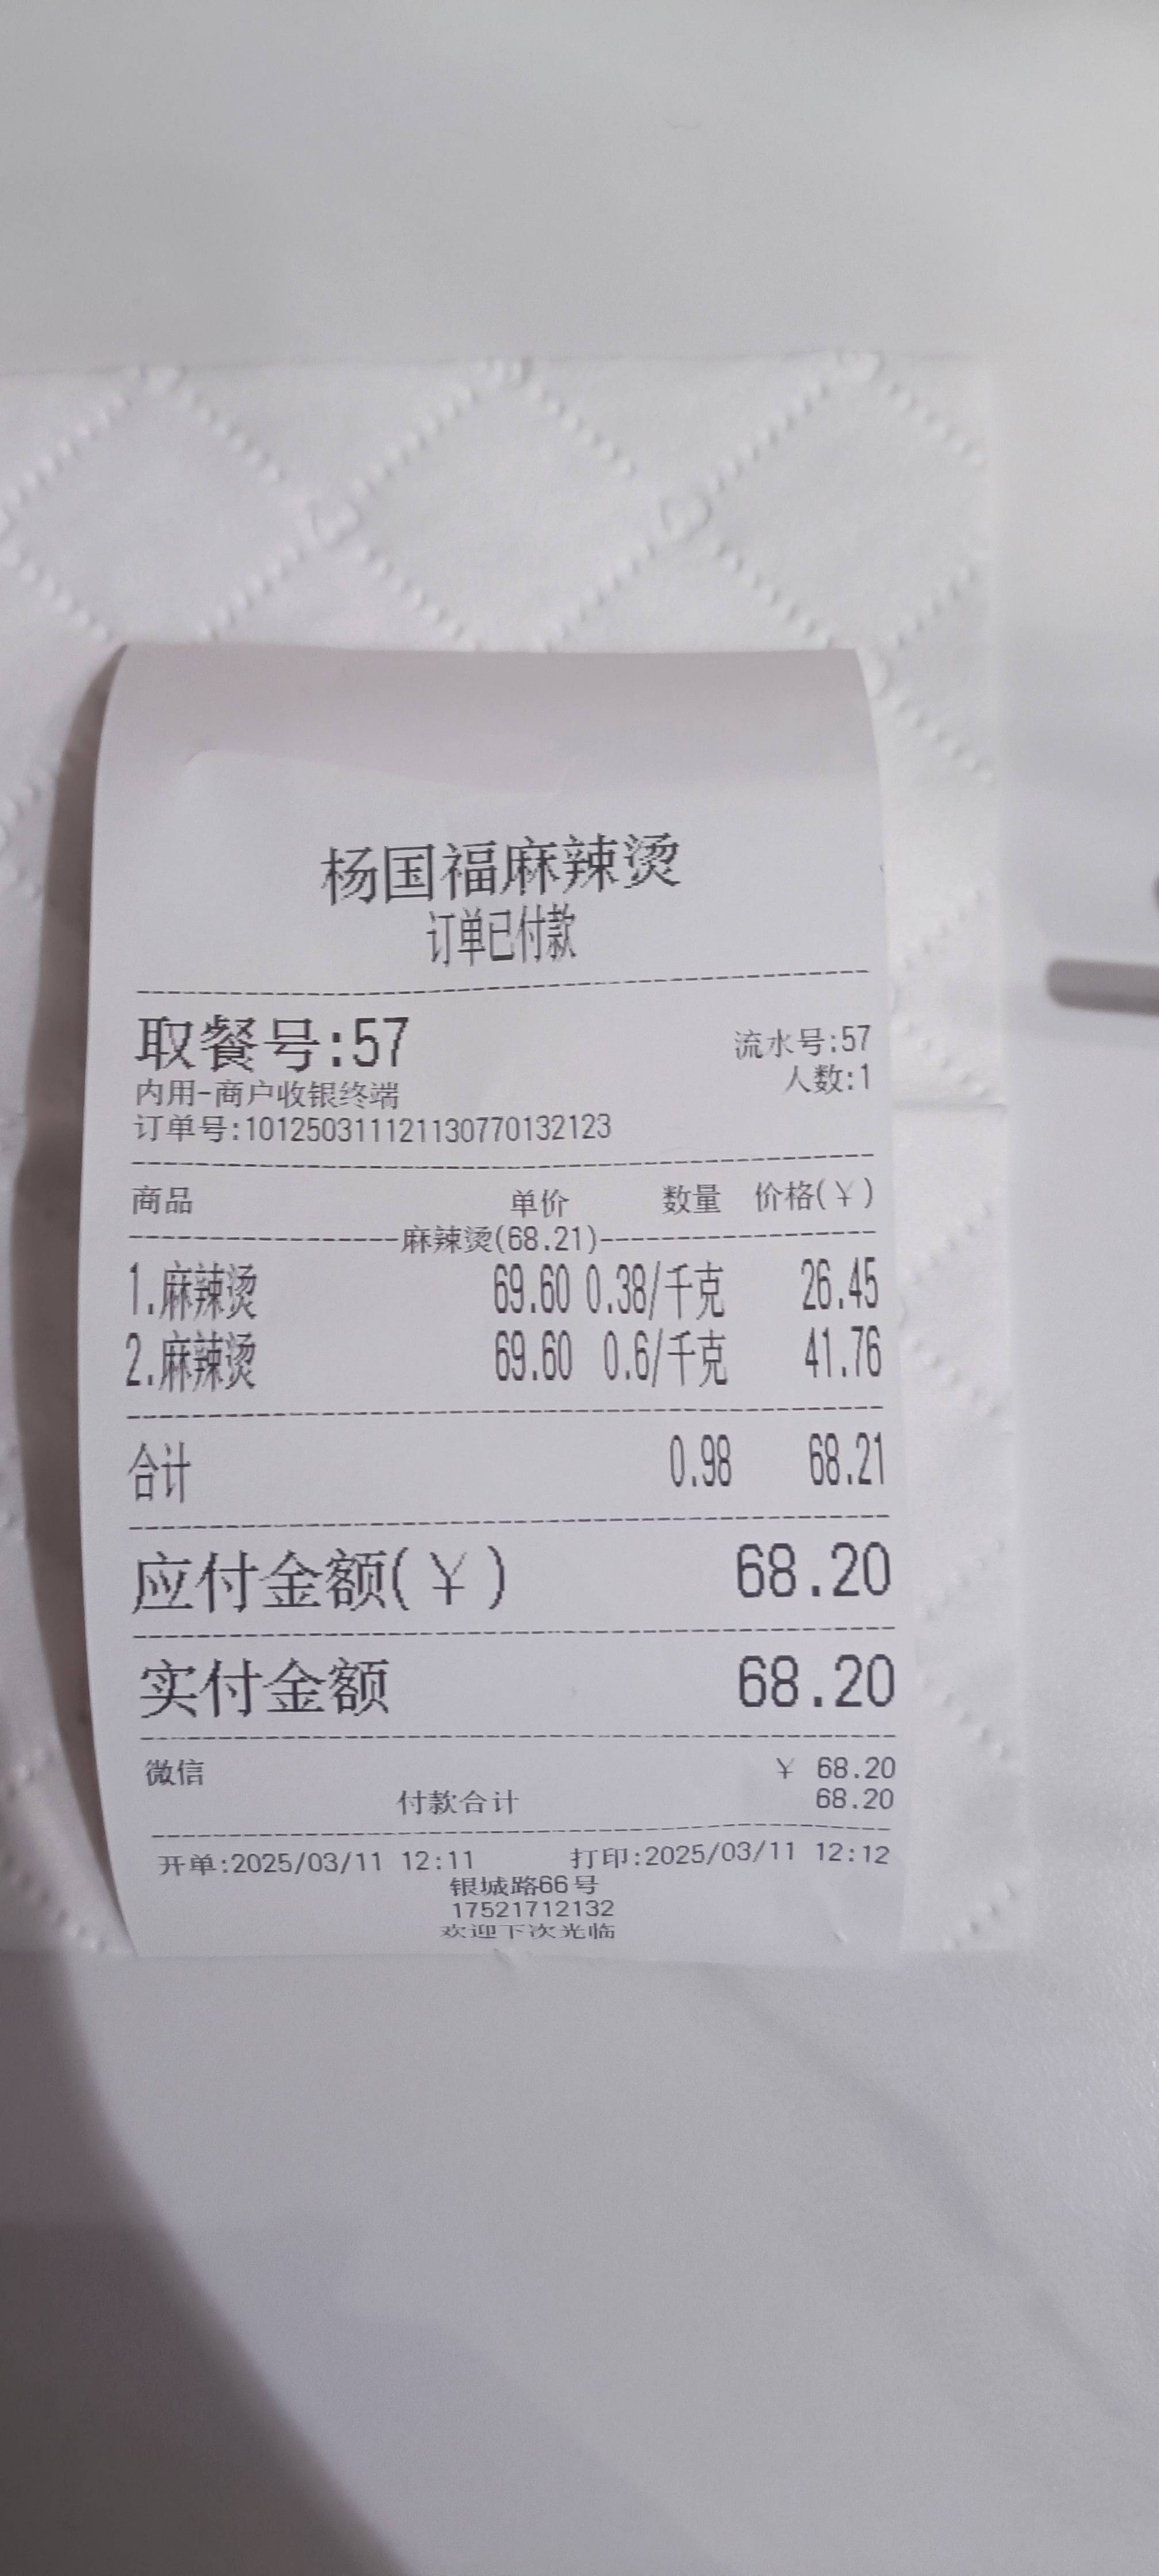 杨国福麻辣烫
订单已付款
取餐号:57 流水号:57
内用-商户收银终端 人数:1
订单号:101250311121130770132123
商品 单价 数量 价格(¥)
麻辣烫(68.21)
1.麻辣烫 69.60 0.38/千克 26.45
2.麻辣烫 69.60 0.6/千克 41.76
合计 0.98 68.21
应付金额(¥) 68.20
实付金额 68.20
微信 ¥ 68.20
付款合计 68.20
开单:2025/03/11 12:11 打印:2025/03/11 12:12
银城路66号
17521712132
欢迎下次光临